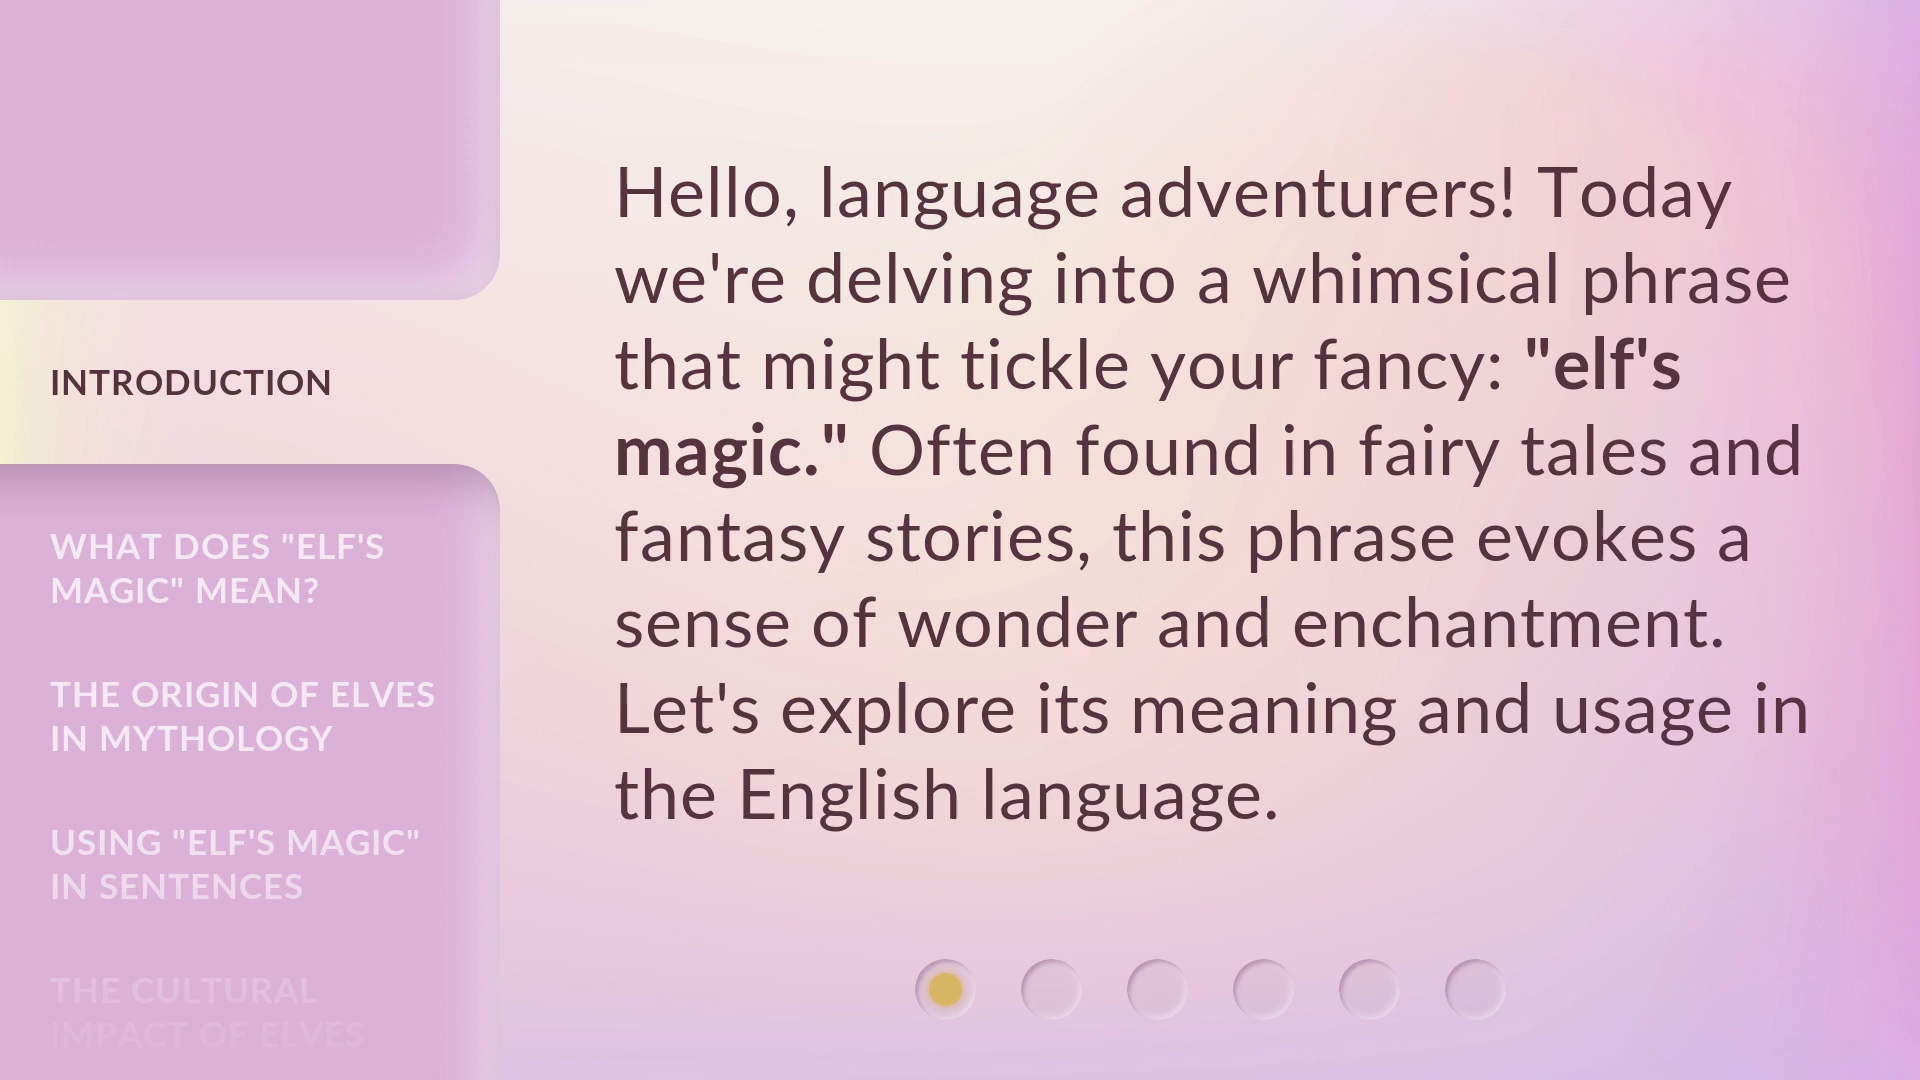 INTRODUCTION
WHAT DOES "ELF'S
MAGIC" MEAN?
THE ORIGIN OF ELVES
IN MYTHOLOGY
USING "ELF'S MAGIC"
IN SENTENCES
THE CULTURAL
IMPACT OF ELVES
Hello, language adventurers! Today
we're delving into a whimsical phrase
that might tickle your fancy: "elf's
magic." Often found in fairy tales and
fantasy stories, this phrase evokes a
sense of wonder and enchantment.
Let's explore its meaning and usage in
the English language.